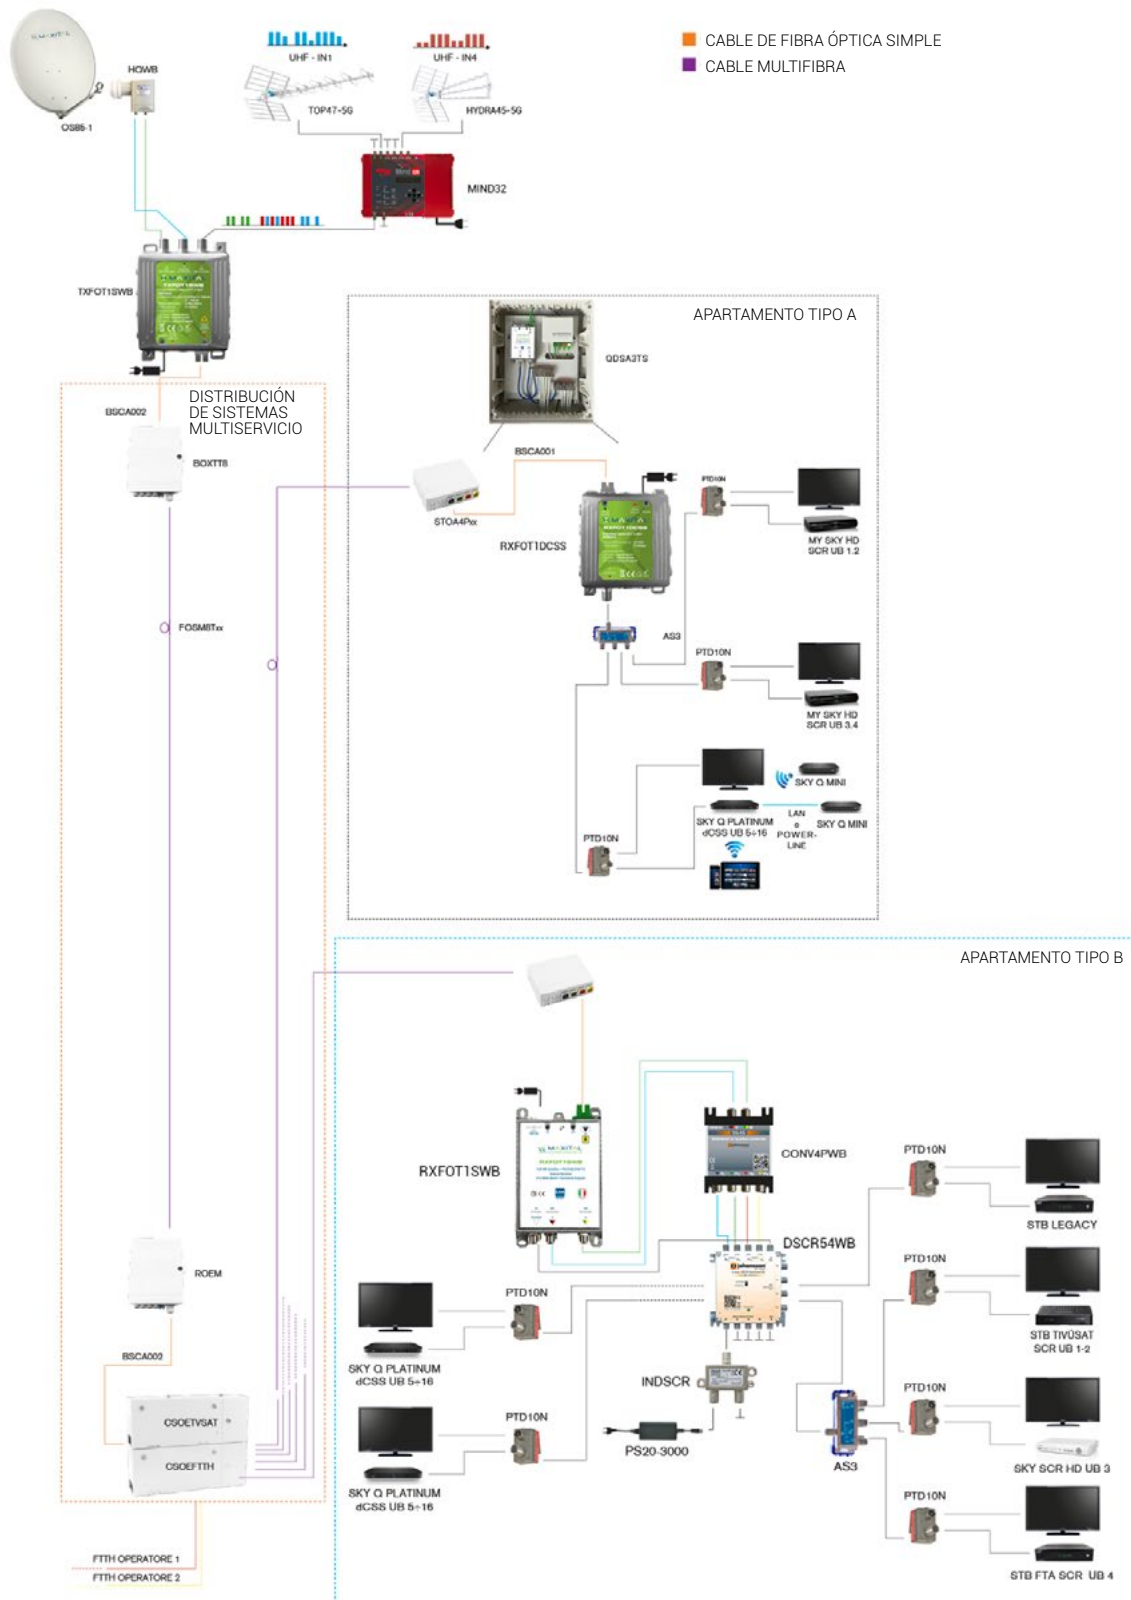 CABLE DE FIBRA ÓPTICA SIMPLE
CABLE MULTIFIBRA
HQWB
OS85-1
UHF - IN1
UHF - IN4
TOP47-5G
HYDRA45-5G
MIND32
TXFOT1SWB
DISTRIBUCIÓN
DE SISTEMAS
MULTISERVICIO
BSCA002
BOXTT8
FOSM8Txx
ROEM
BSCA002
CSOETVSAT
CSOEFTTH
FTTH OPERATORE 1
FTTH OPERATORE 2
APARTAMENTO TIPO A
QDSA3TS
BSCA001
STOA4Pxx
RXFOT1DCSS
PTD10N
MY SKY HD
SCR UB 1.2
AS3
PTD10N
MY SKY HD
SCR UB 3.4
SKY Q MINI
SKY Q PLATINUM
dCSS UB 5÷16
LAN
o
POWER-
LINE
SKY Q MINI
PTD10N
APARTAMENTO TIPO B
RXFOT1SWB
CONV4PWB
DSCR54WB
PTD10N
STB LEGACY
PTD10N
STB TIVÙSAT
SCR UB 1-2
PTD10N
SKY Q PLATINUM
dCSS UB 5÷16
INDSCR
PTD10N
SKY SCR HD UB 3
PTD10N
SKY Q PLATINUM
dCSS UB 5÷16
PS20-3000
AS3
PTD10N
STB FTA SCR UB 4